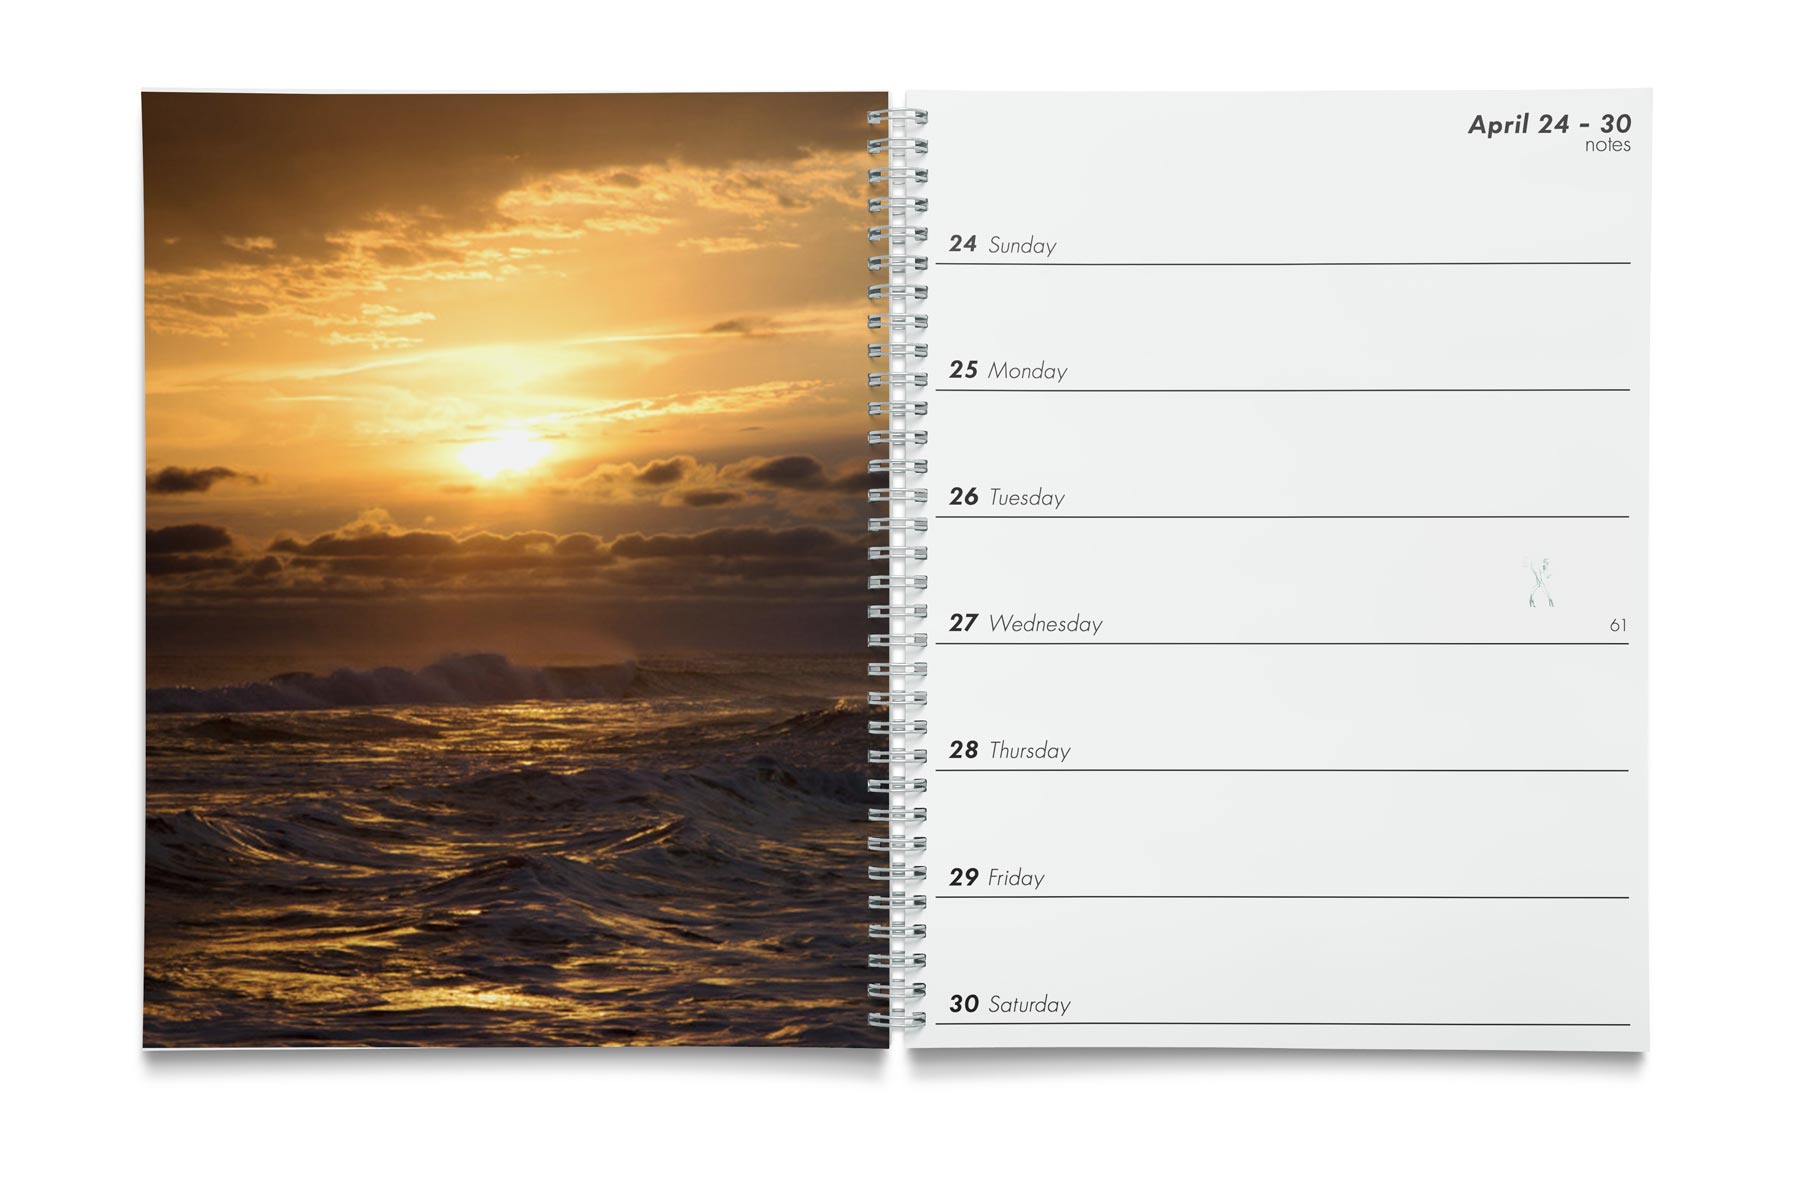 April 24 - 30
notes
24 Sunday
25 Monday
26 Tuesday
27 Wednesday
61
28 Thursday
29 Friday
30 Saturday